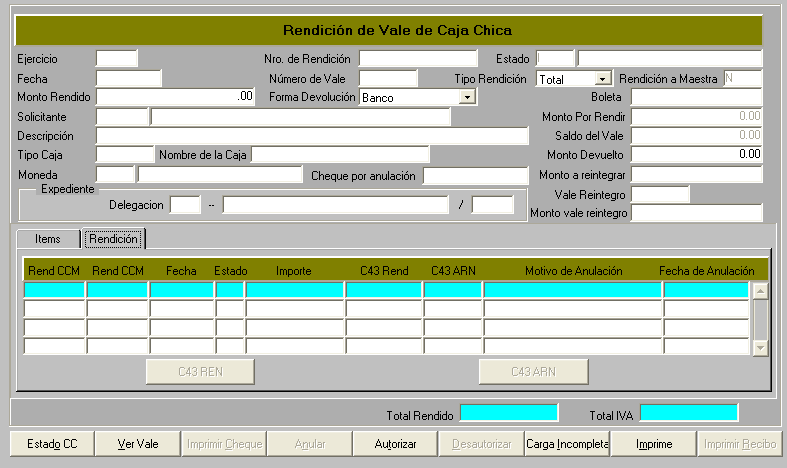 Rendición de Vale de Caja Chica
Ejercicio Nro. de Rendición Estado
Fecha Número de Vale Tipo Rendición Total Rendición a Maestra N
Monto Rendido .00 Forma Devolución Banco Boleta
Solicitante Monto Por Rendir 0.00
Descripción Saldo del Vale 0.00
Tipo Caja Nombre de la Caja Monto Devuelto 0.00
Moneda Cheque por anulación Monto a reintegrar
Expediente Vale Reintegro
Delegacion -- / Monto vale reintegro
Items Rendición
Rend CCM Rend CCM Fecha Estado Importe C43 Rend C43 ARN Motivo de Anulación Fecha de Anulación
C43 REN C43 ARN
Total Rendido Total IVA
Estado CC Ver Vale Imprimir Cheque Anular Autorizar Desautorizar Carga Incompleta Imprime Imprimir Recibo